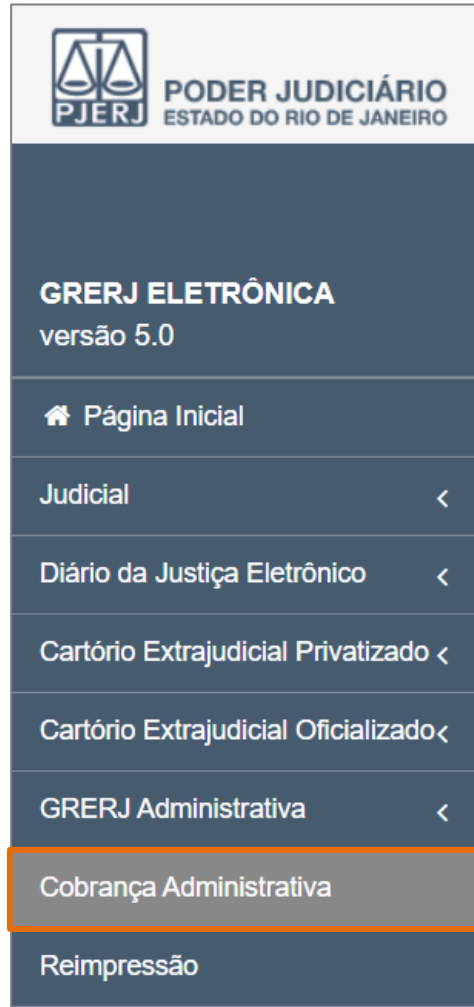 PJERJ
PODER JUDICIÁRIO
ESTADO DO RIO DE JANEIRO
GRERJ ELETRÔNICA
versão 5.0
Página Inicial
Judicial
Diário da Justiça Eletrônico
Cartório Extrajudicial Privatizado
Cartório Extrajudicial Oficializado
GRERJ Administrativa
Cobrança Administrativa
Reimpressão